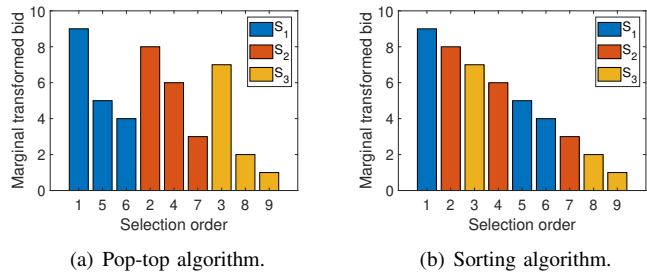 10
8
6
4
2
0
Marginal transformed bid
S1
S2
S3
1 5 6 2 4 7 3 8 9
Selection order
(a) Pop-top algorithm.
10
8
6
4
2
0
Marginal transformed bid
S1
S2
S3
1 2 3 4 5 6 7 8 9
Selection order
(b) Sorting algorithm.